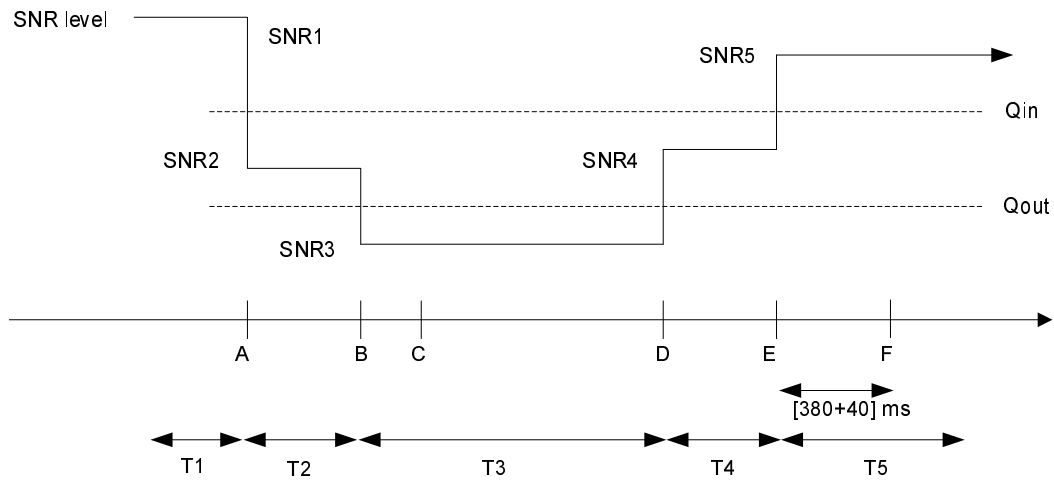 SNR level
SNR1
SNR5
Qin
SNR2
SNR4
Qout
SNR3
A
B
C
D
E
F
[380+40] ms
T1
T2
T3
T4
T5